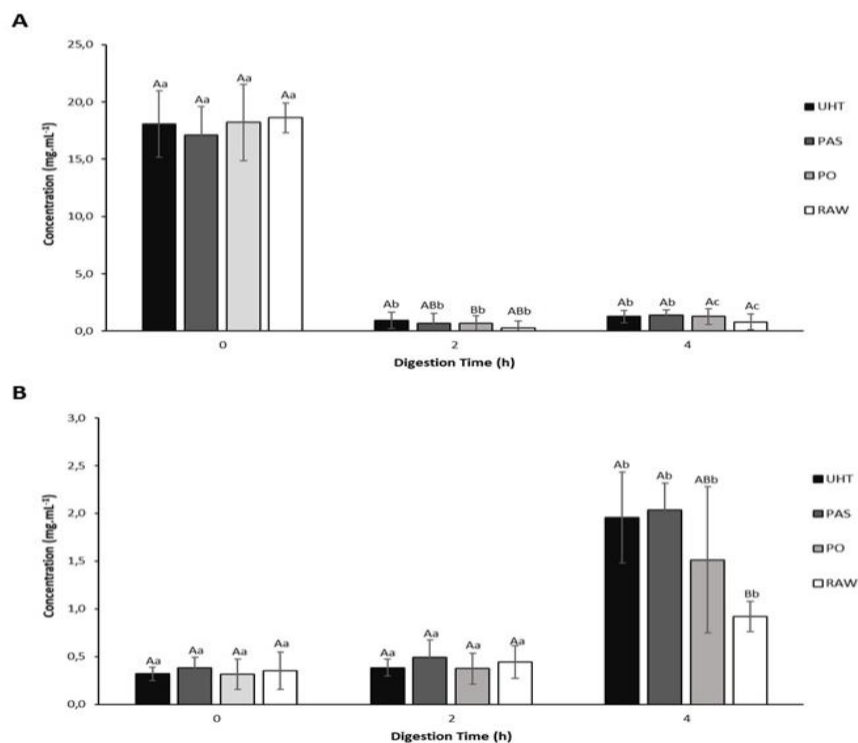 A
25,0
20,0
15,0
10,0
5,0
0,0
Concentration (mg.mL⁻¹)
Aa Aa Aa Aa
Ab ABb Bb ABb
Ab Ab Ac Ac
0 2 4
Digestion Time (h)
UHT
PAS
PO
RAW
B
3,0
2,5
2,0
1,5
1,0
0,5
0,0
Concentration (mg.mL⁻¹)
Aa Aa Aa Aa
Aa Aa Aa Aa
Ab Ab ABb Bb
0 2 4
Digestion Time (h)
UHT
PAS
PO
RAW